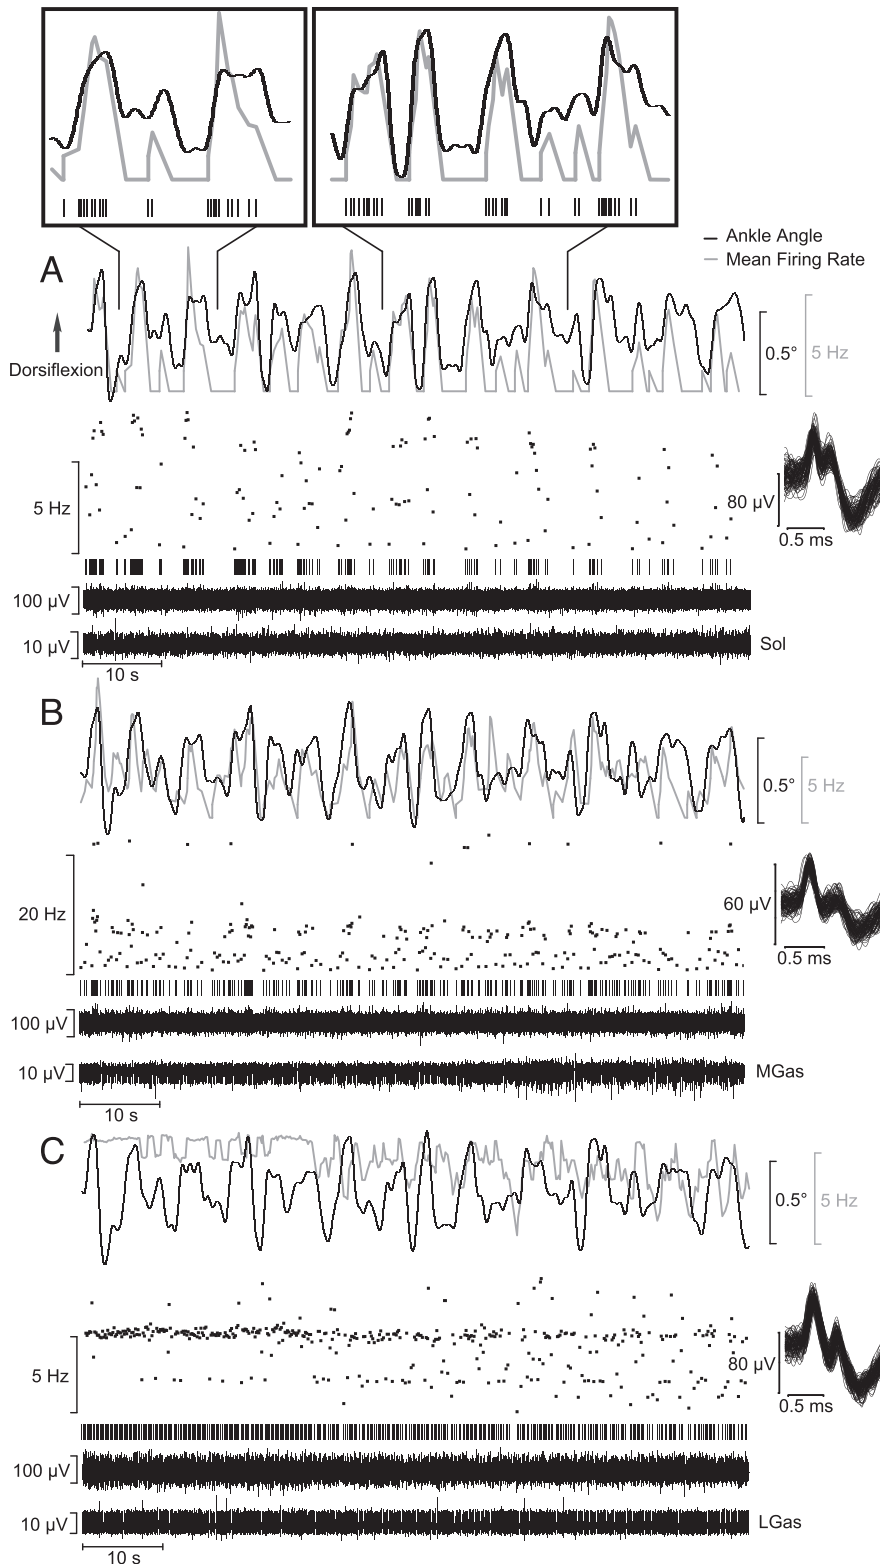 Ankle Angle
Mean Firing Rate
A
Dorsiflexion
0.5°
5 Hz
5 Hz
80 µV
0.5 ms
100 µV
10 µV
Sol
10 s
B
0.5°
5 Hz
20 Hz
60 µV
0.5 ms
100 µV
10 µV
MGas
10 s
C
0.5°
5 Hz
5 Hz
80 µV
0.5 ms
100 µV
10 µV
LGas
10 s